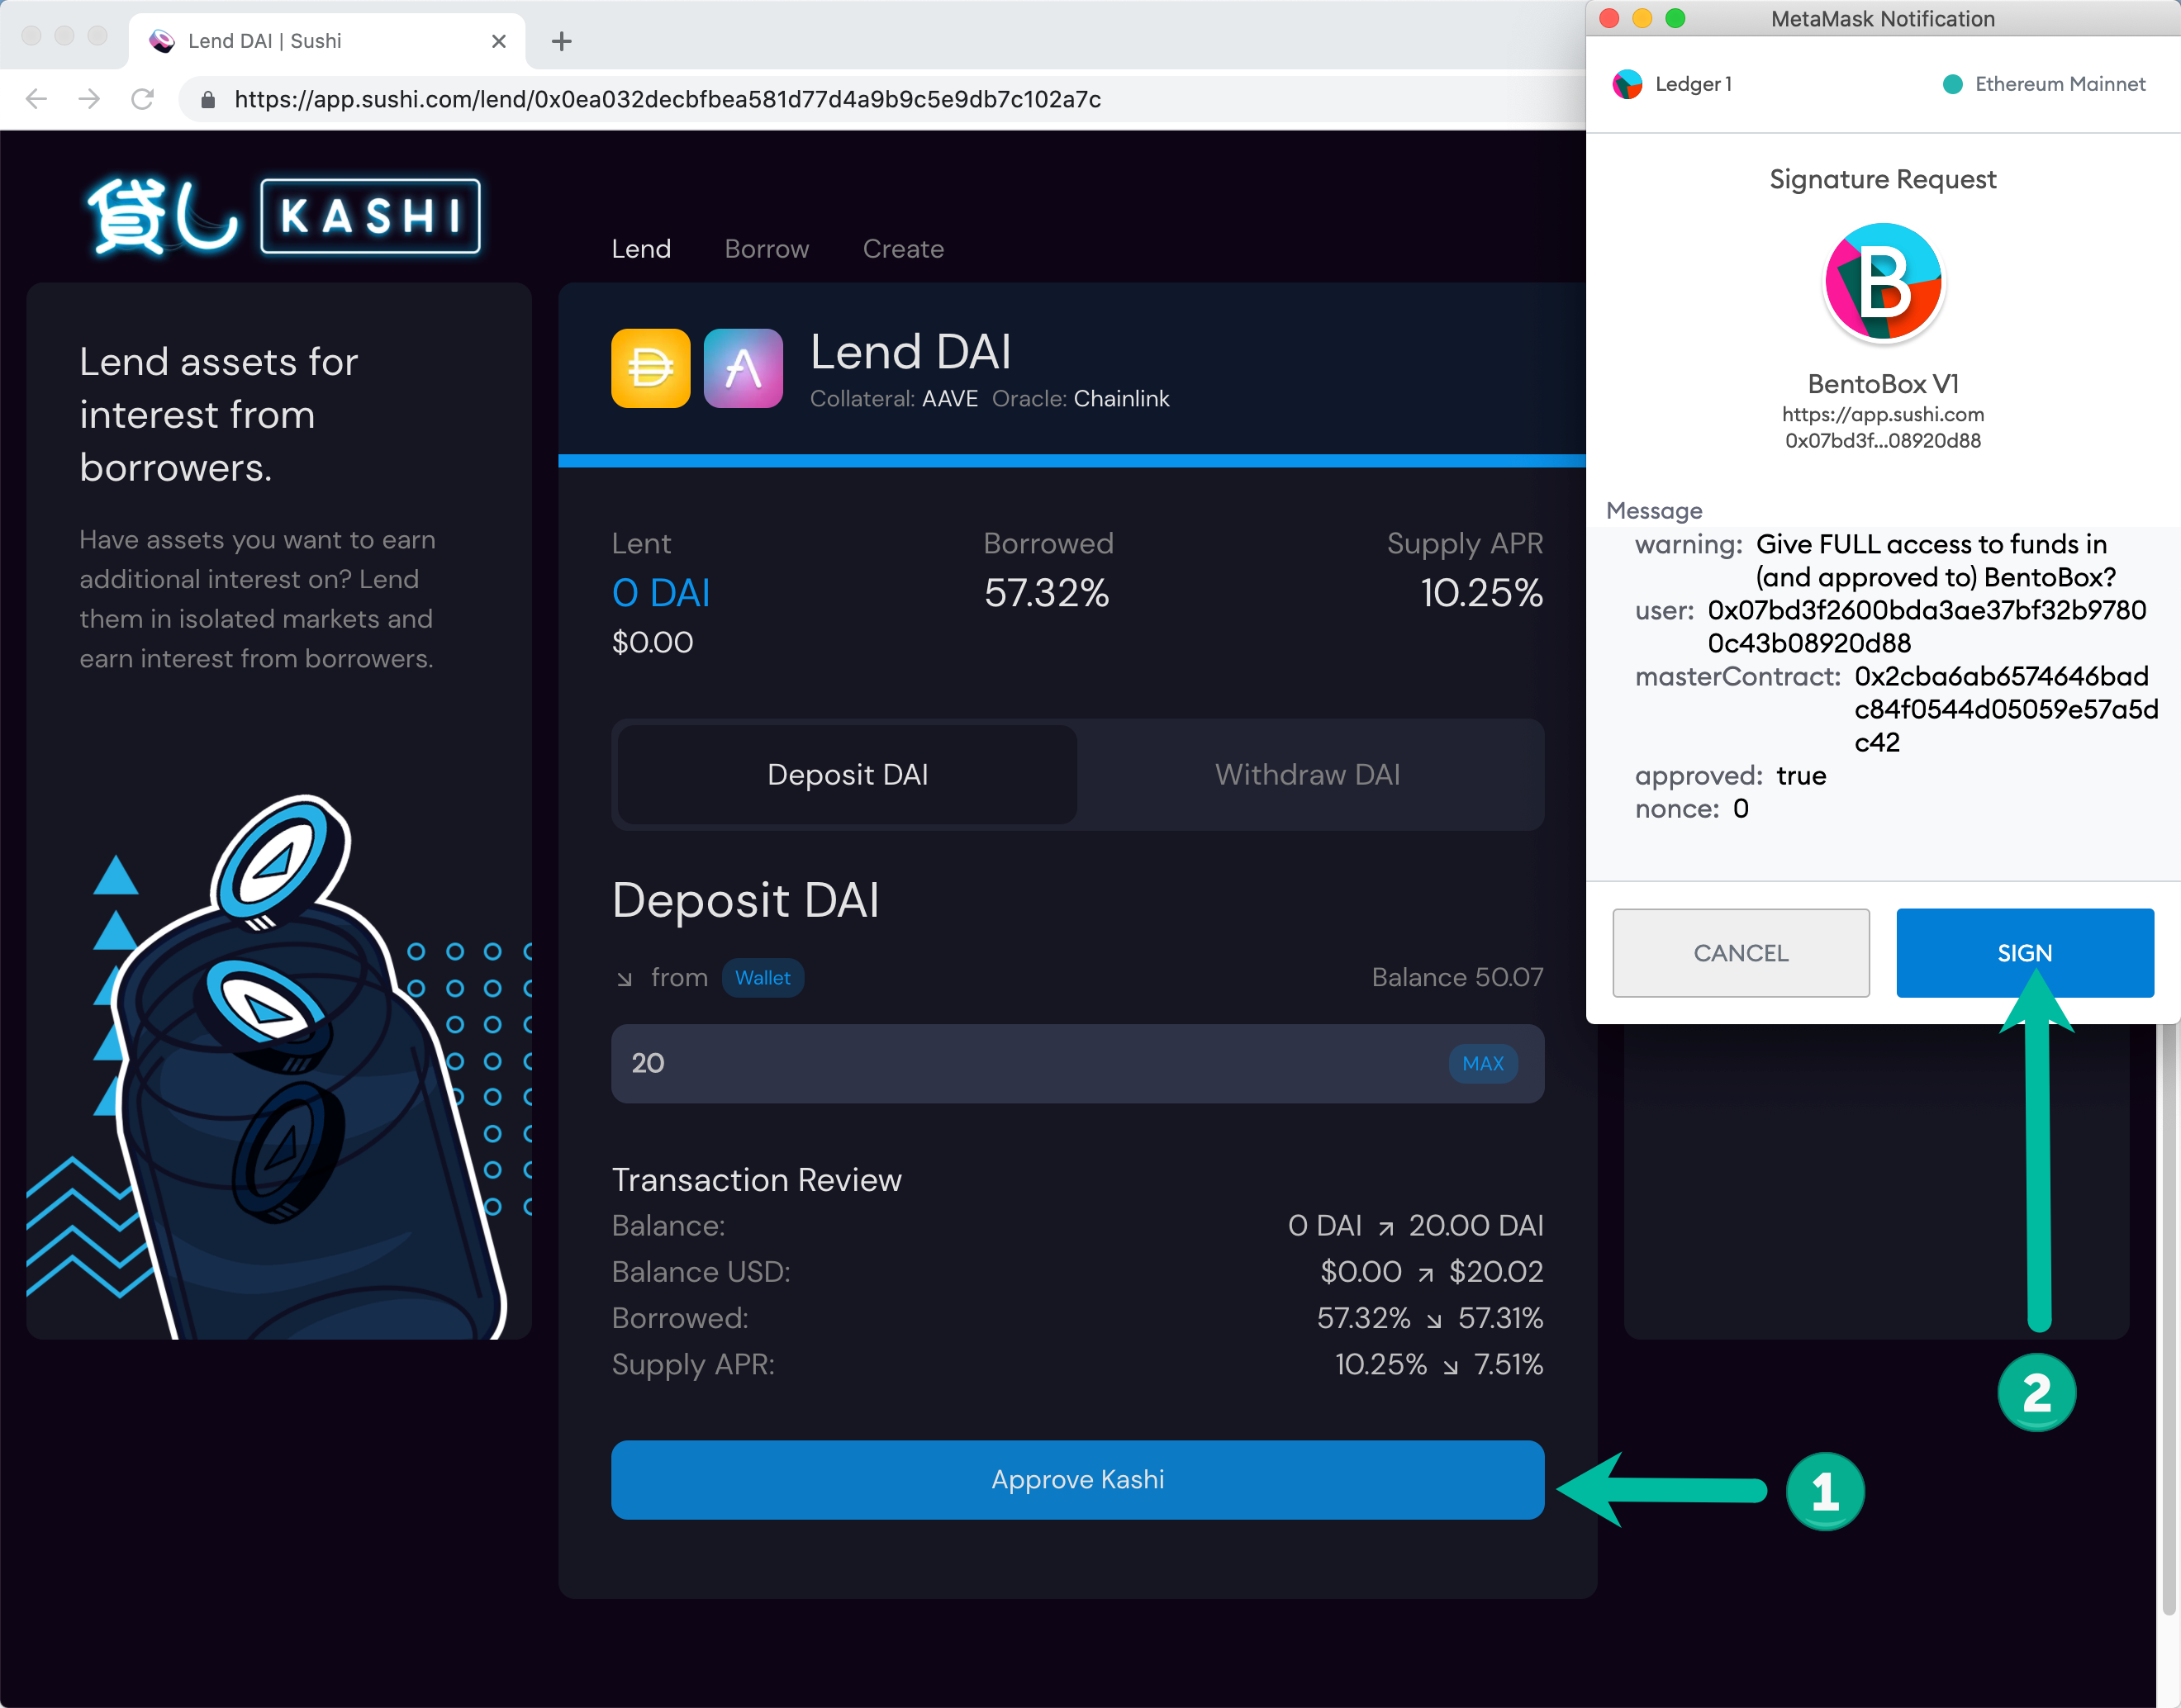 Lend DAI | Sushi
https://app.sushi.com/lend/0x0ea032decbfbea581d77d4a9b9c5e9db7c102a7c
貸し KASHI
Lend Borrow Create
Lend assets for
interest from
borrowers.
Have assets you want to earn
additional interest on? Lend
them in isolated markets and
earn interest from borrowers.
Lend DAI
Collateral: AAVE Oracle: Chainlink
Lent Borrowed Supply APR
0 DAI 57.32% 10.25%
$0.00
Deposit DAI Withdraw DAI
Deposit DAI
from Wallet Balance 50.07
20 MAX
Transaction Review
Balance: 0 DAI ↗ 20.00 DAI
Balance USD: $0.00 ↗ $20.02
Borrowed: 57.32% ↘ 57.31%
Supply APR: 10.25% ↘ 7.51%
Approve Kashi
1
MetaMask Notification
Ledger 1 Ethereum Mainnet
Signature Request
B
BentoBox V1
https://app.sushi.com
0x07bd3f...08920d88
Message
warning: Give FULL access to funds in
(and approved to) BentoBox?
user: 0x07bd3f2600bda3ae37bf32b9780
0c43b08920d88
masterContract: 0x2cba6ab6574646bad
c84f0544d05059e57a5d
c42
approved: true
nonce: 0
CANCEL SIGN
2